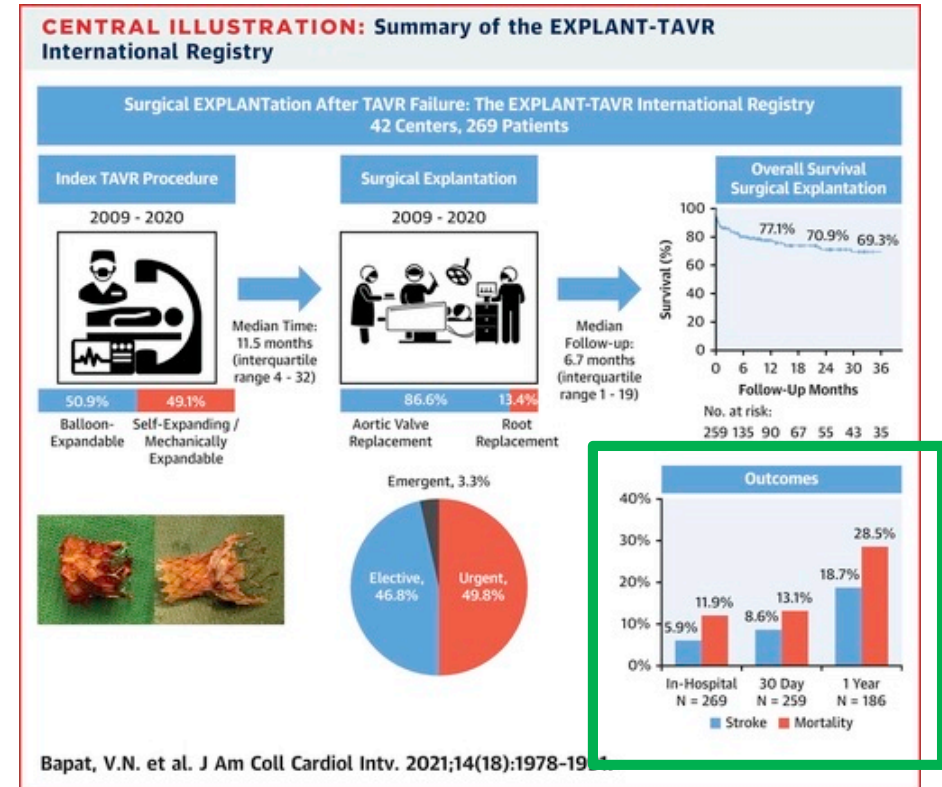 CENTRAL ILLUSTRATION: Summary of the EXPLANT-TAVR
International Registry
Surgical EXPLANTation After TAVR Failure: The EXPLANT-TAVR International Registry
42 Centers, 269 Patients
Index TAVR Procedure
2009 - 2020
50.9%
49.1%
Balloon-
Expandable
Self-Expanding /
Mechanically
Expandable
Median Time:
11.5 months
(interquartile
range 4 - 32)
Surgical Explantation
2009 - 2020
86.6%
13.4%
Aortic Valve
Replacement
Root
Replacement
Median
Follow-up:
6.7 months
(interquartile
range 1 - 19)
Overall Survival
Surgical Explantation
Survival (%)
100
80
60
40
20
0
77.1%
70.9%
69.3%
0 6 12 18 24 30 36
Follow-Up Months
No. at risk:
259 135 90 67 55 43 35
Emergent, 3.3%
Elective,
46.8%
Urgent,
49.8%
Outcomes
40%
30%
20%
10%
0%
5.9%
11.9%
8.6%
13.1%
18.7%
28.5%
In-Hospital
N = 269
30 Day
N = 259
1 Year
N = 186
Stroke
Mortality
Bapat, V.N. et al. J Am Coll Cardiol Intv. 2021;14(18):1978-19